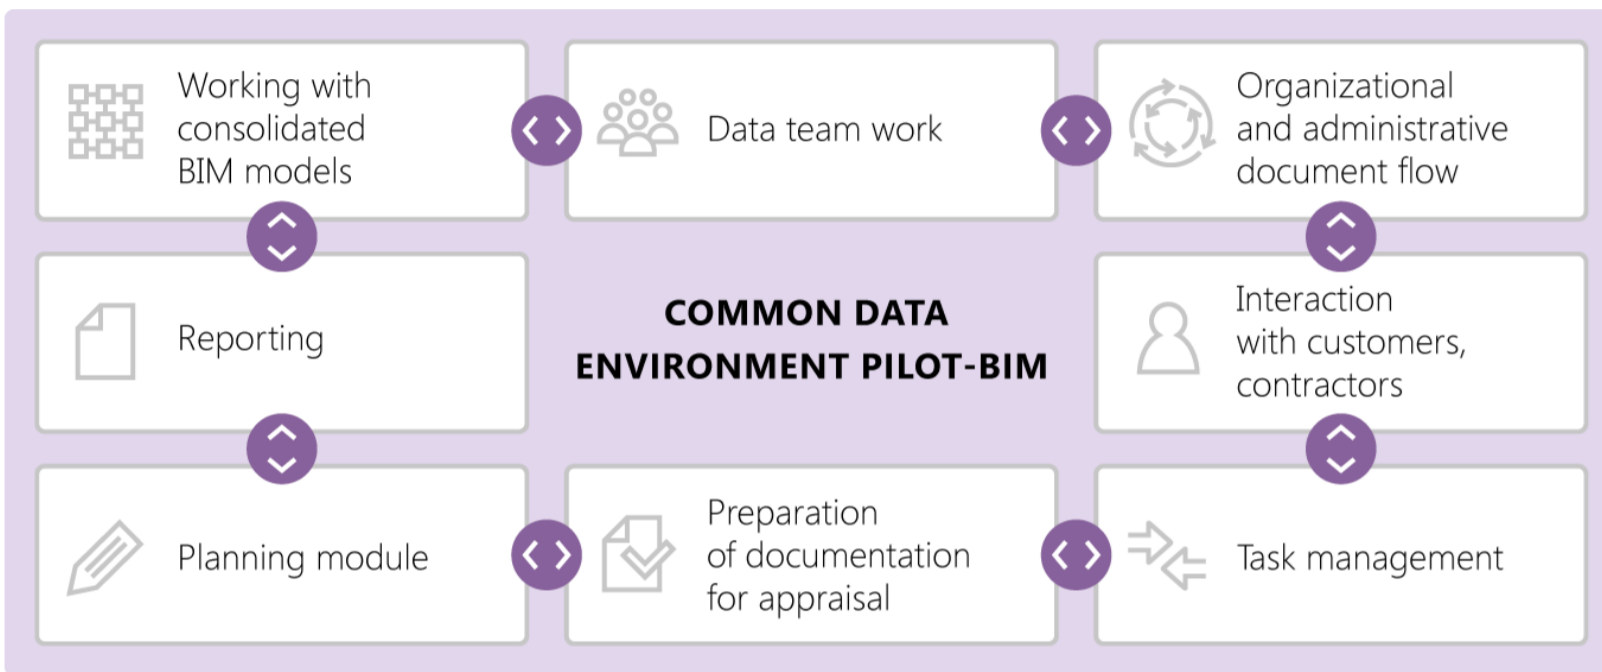 Working with
consolidated
BIM models
Data team work
Organizational
and administrative
document flow
Reporting
COMMON DATA
ENVIRONMENT PILOT-BIM
Interaction
with customers,
contractors
Planning module
Preparation
of documentation
for appraisal
Task management